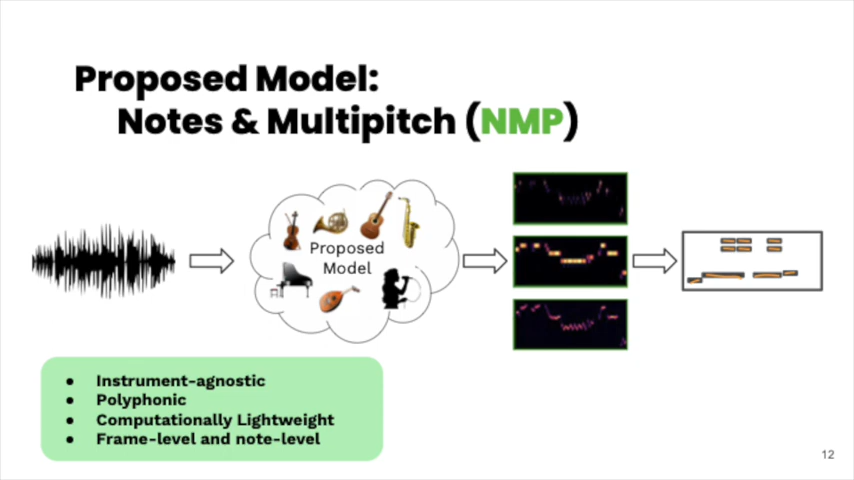 Proposed Model:
Notes & Multipitch (NMP)
Proposed
Model
● Instrument-agnostic
● Polyphonic
● Computationally Lightweight
● Frame-level and note-level
12